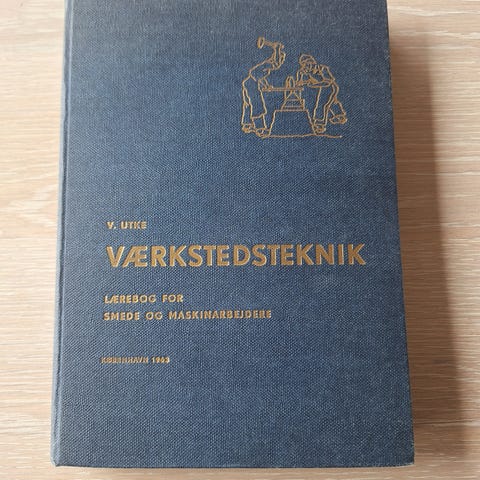 V. UTKE
VÆRKSTEDSTEKNIK
LÆREBOG FOR
SMEDE OG MASKINARBEJDERE
KØBENHAVN 1963